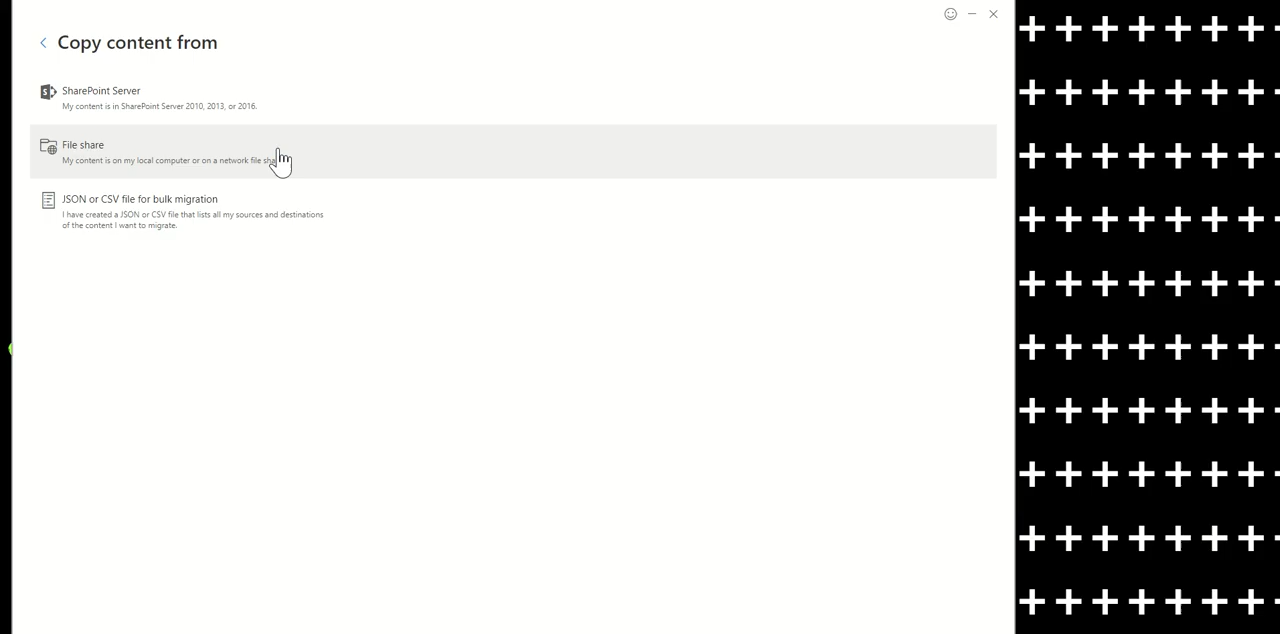 Copy content from
SharePoint Server
My content is in SharePoint Server 2010, 2013, or 2016.
File share
My content is on my local computer or on a network file
JSON or CSV file for bulk migration
I have created a JSON or CSV file that lists all my sources and destinations
of the content I want to migrate.